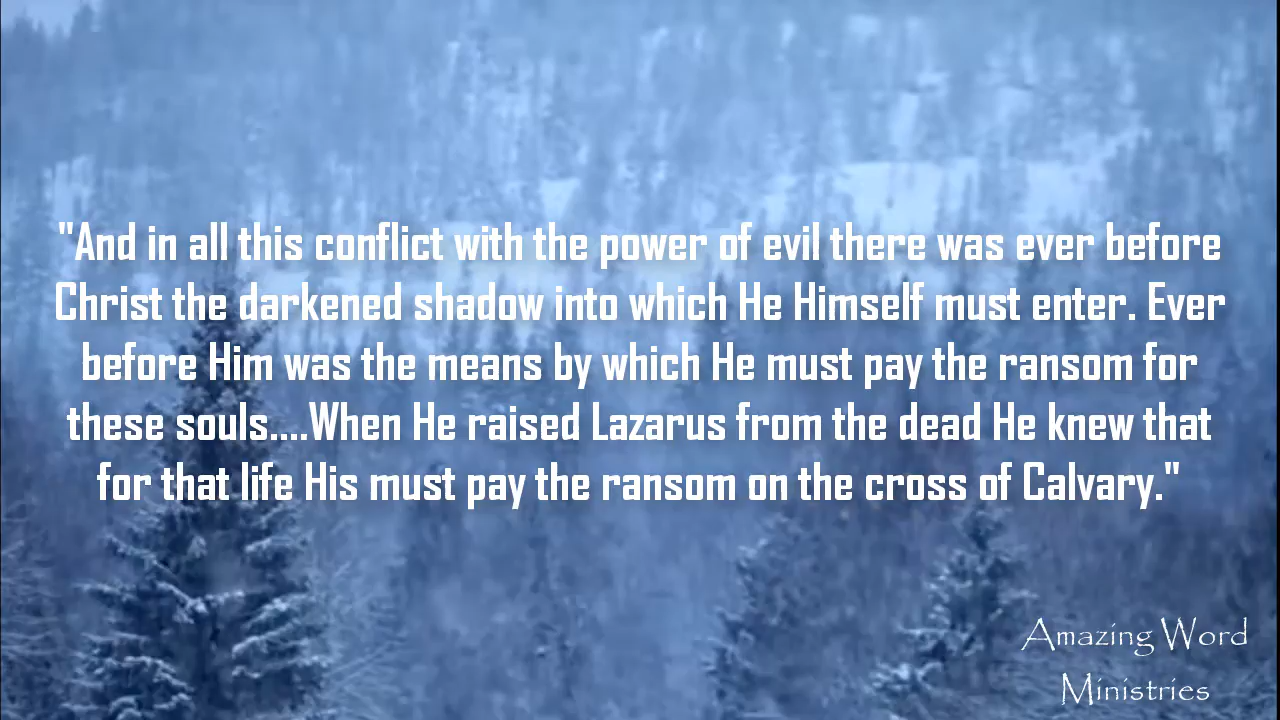 "And in all this conflict with the power of evil there was ever before
Christ the darkened shadow into which He Himself must enter. Ever
before Him was the means by which He must pay the ransom for
these souls....When He raised Lazarus from the dead He knew that
for that life His must pay the ransom on the cross of Calvary."
Amazing Word
Ministries